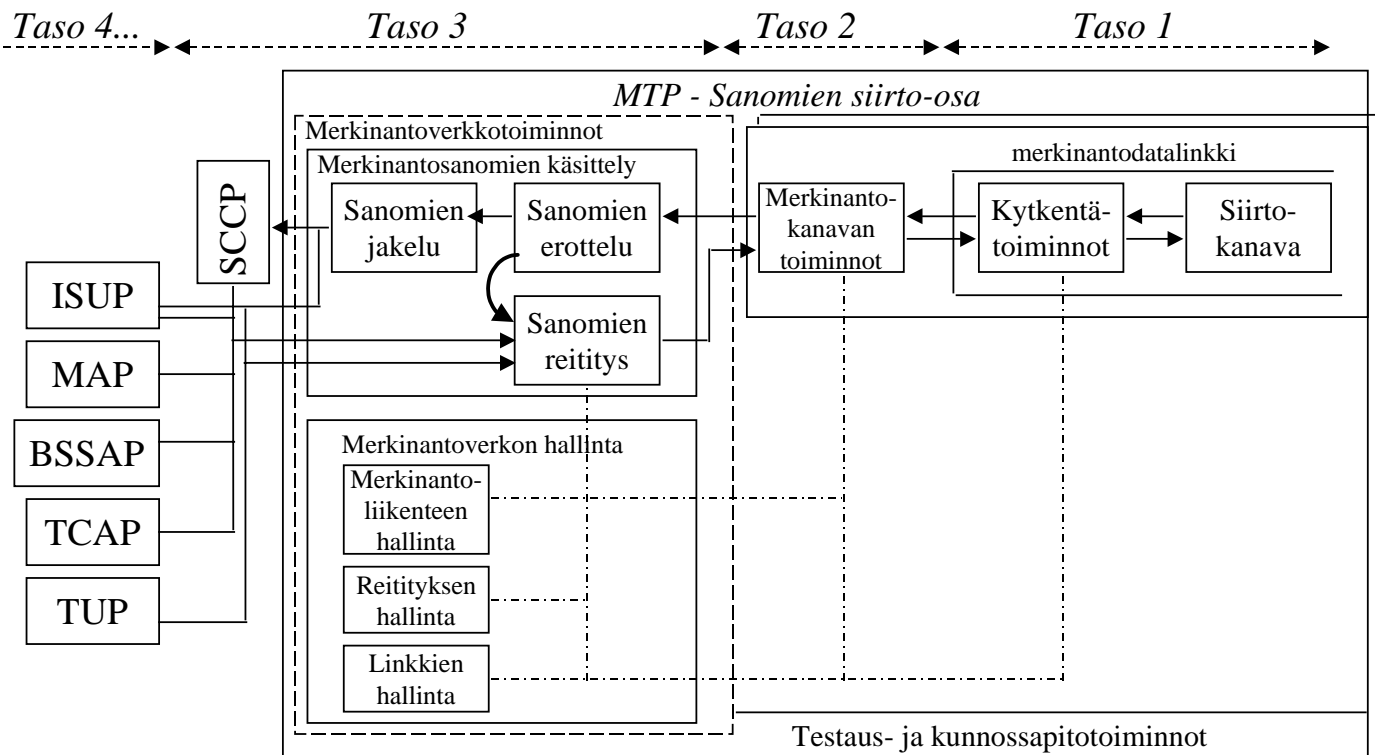 Taso 4...
Taso 3
Taso 2
Taso 1
MTP - Sanomien siirto-osa
Merkinantoverkkotoiminnot
Merkinantosanomien käsittely
merkinantodatalinkki
SCCP
Sanomien
jakelu
Sanomien
erottelu
Merkinanto-
kanavan
toiminnot
Kytkentä-
toiminnot
Siirto-
kanava
ISUP
Sanomien
reititys
MAP
BSSAP
TCAP
TUP
Merkinantoverkon hallinta
Merkinanto-
liikenteen
hallinta
Reitityksen
hallinta
Linkkien
hallinta
Testaus- ja kunnossapitotoiminnot